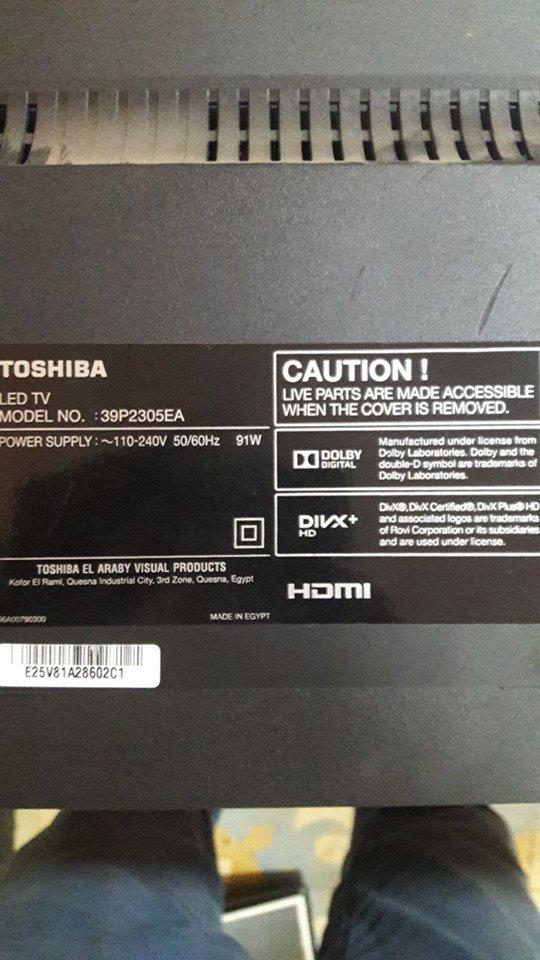 TOSHIBA
LED TV
MODEL NO. : 39P2305EA
POWER SUPPLY : ～110-240V 50/60Hz 91W
TOSHIBA EL ARABY VISUAL PRODUCTS
Kofor El Raml, Quesna Industrial City, 3rd Zone, Quesna, Egypt
MADE IN EGYPT
E25V81A28602C1
CAUTION !
LIVE PARTS ARE MADE ACCESSIBLE
WHEN THE COVER IS REMOVED.
DOLBY
DIGITAL
Manufactured under license from
Dolby Laboratories. Dolby and the
double-D symbol are trademarks of
Dolby Laboratories.
DIVX+
HD
DivX®, DivX Certified®, DivX Plus® HD
and associated logos are trademarks
of Rovi Corporation or its subsidiaries
and are used under license.
HDMI